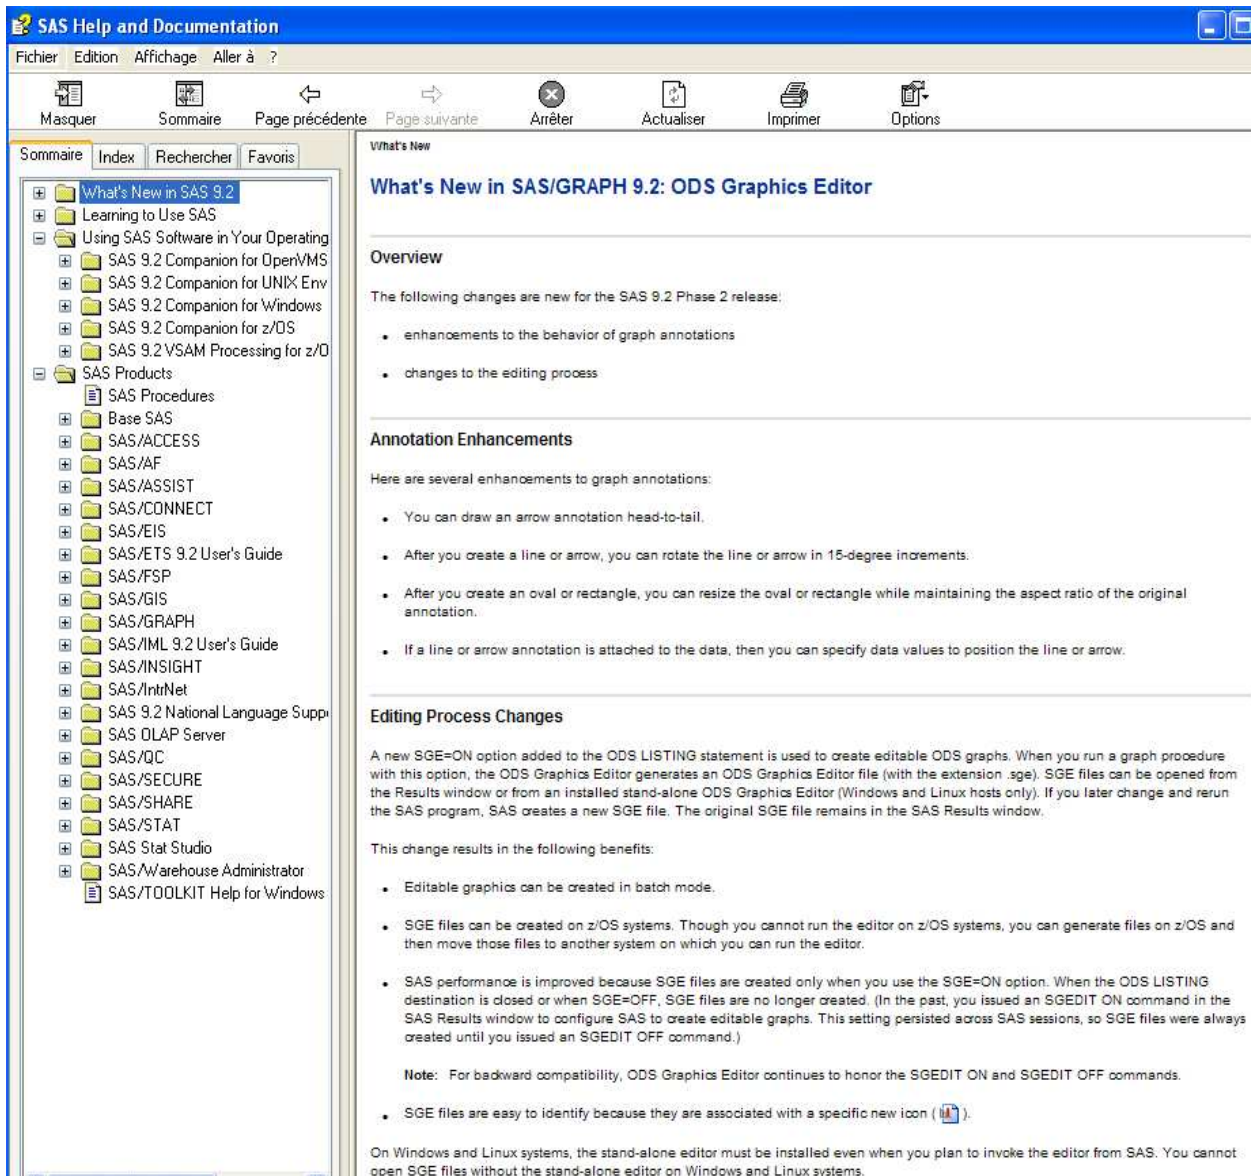 SAS Help and Documentation
Fichier Edition Affichage Aller à ?
Masquer Sommaire Page précédente Page suivante Arrêter Actualiser Imprimer Options
Sommaire Index Rechercher Favoris
What's New in SAS 9.2
Learning to Use SAS
Using SAS Software in Your Operating
SAS 9.2 Companion for OpenVMS
SAS 9.2 Companion for UNIX Env
SAS 9.2 Companion for Windows
SAS 9.2 Companion for z/OS
SAS 9.2 VSAM Processing for z/O
SAS Products
SAS Procedures
Base SAS
SAS/ACCESS
SAS/AF
SAS/ASSIST
SAS/CONNECT
SAS/EIS
SAS/ETS 9.2 User's Guide
SAS/FSP
SAS/GIS
SAS/GRAPH
SAS/IML 9.2 User's Guide
SAS/INSIGHT
SAS/IntrNet
SAS 9.2 National Language Supp
SAS OLAP Server
SAS/QC
SAS/SECURE
SAS/SHARE
SAS/STAT
SAS Stat Studio
SAS/Warehouse Administrator
SAS/TOOLKIT Help for Windows
What's New
What's New in SAS/GRAPH 9.2: ODS Graphics Editor
Overview
The following changes are new for the SAS 9.2 Phase 2 release:
• enhancements to the behavior of graph annotations
• changes to the editing process
Annotation Enhancements
Here are several enhancements to graph annotations:
• You can draw an arrow annotation head-to-tail.
• After you create a line or arrow, you can rotate the line or arrow in 15-degree increments.
• After you create an oval or rectangle, you can resize the oval or rectangle while maintaining the aspect ratio of the original
annotation.
• If a line or arrow annotation is attached to the data, then you can specify data values to position the line or arrow.
Editing Process Changes
A new SGE=ON option added to the ODS LISTING statement is used to create editable ODS graphs. When you run a graph procedure
with this option, the ODS Graphics Editor generates an ODS Graphics Editor file (with the extension .sge). SGE files can be opened from
the Results window or from an installed stand-alone ODS Graphics Editor (Windows and Linux hosts only). If you later change and rerun
the SAS program, SAS creates a new SGE file. The original SGE file remains in the SAS Results window.
This change results in the following benefits:
• Editable graphics can be created in batch mode.
• SGE files can be created on z/OS systems. Though you cannot run the editor on z/OS systems, you can generate files on z/OS and
then move those files to another system on which you can run the editor.
• SAS performance is improved because SGE files are created only when you use the SGE=ON option. When the ODS LISTING
destination is closed or when SGE=OFF, SGE files are no longer created. (In the past, you issued an SGEDIT ON command in the
SAS Results window to configure SAS to create editable graphs. This setting persisted across SAS sessions, so SGE files were always
created until you issued an SGEDIT OFF command.)
Note: For backward compatibility, ODS Graphics Editor continues to honor the SGEDIT ON and SGEDIT OFF commands.
• SGE files are easy to identify because they are associated with a specific new icon ( ).
On Windows and Linux systems, the stand-alone editor must be installed even when you plan to invoke the editor from SAS. You cannot
open SGE files without the stand-alone editor on Windows and Linux systems.